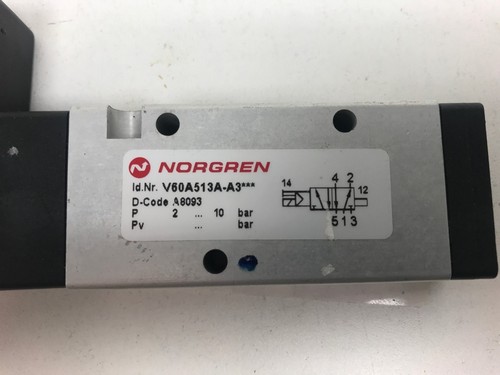 NORGREN
Id.Nr. V60A513A-A3***
D-Code A8093
P 2 ... 10 bar
Pv ... bar
4 2
14 12
5 1 3